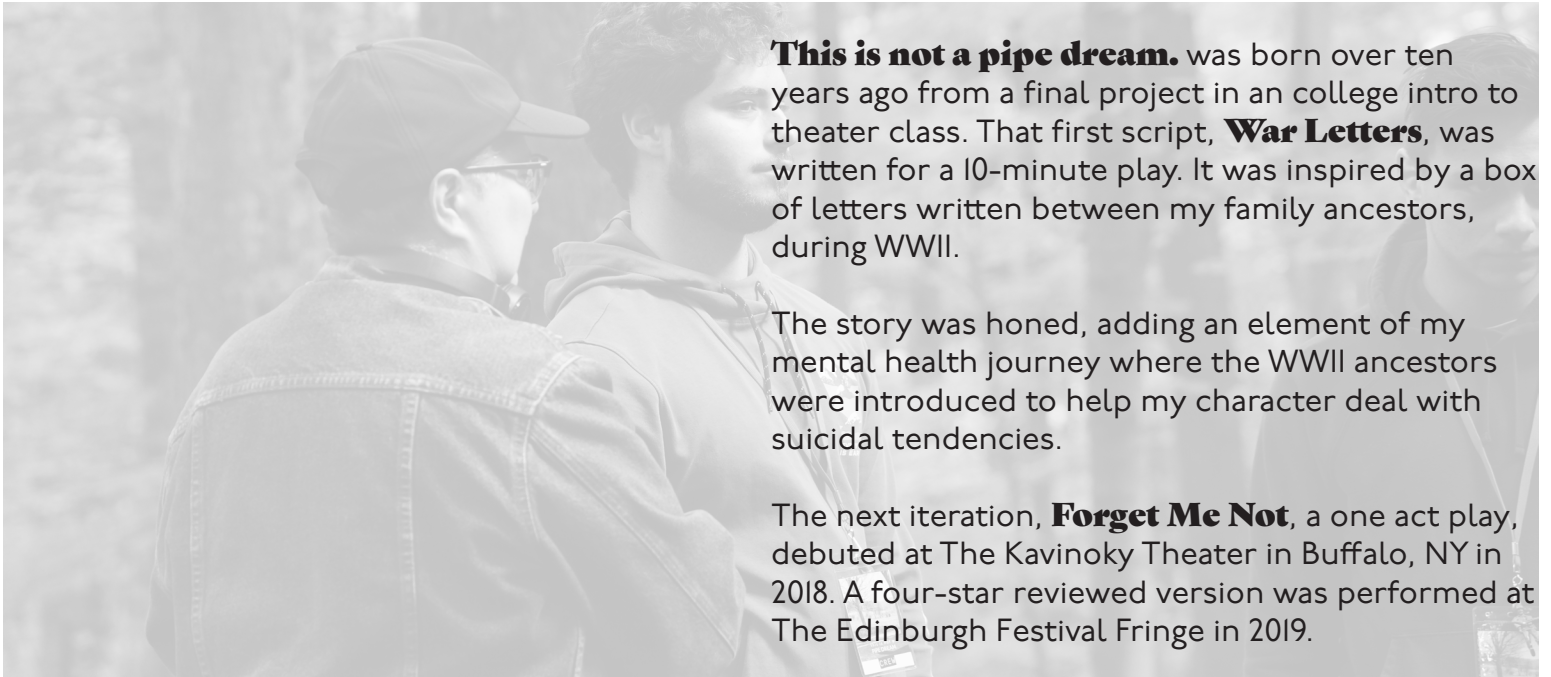 This is not a pipe dream. was born over ten
years ago from a final project in an college intro to
theater class. That first script, War Letters, was
written for a 10-minute play. It was inspired by a box
of letters written between my family ancestors,
during WWII.
The story was honed, adding an element of my
mental health journey where the WWII ancestors
were introduced to help my character deal with
suicidal tendencies.
The next iteration, Forget Me Not, a one act play,
debuted at The Kavinoky Theater in Buffalo, NY in
2018. A four-star reviewed version was performed at
The Edinburgh Festival Fringe in 2019.
CREW